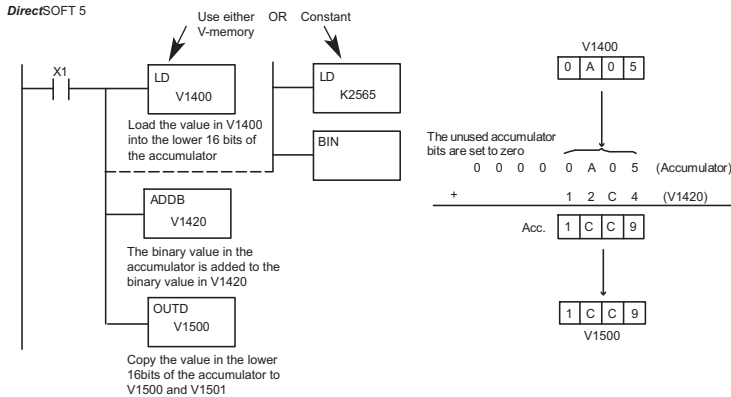 DirectSOFT 5
Use either OR Constant
V-memory
X1
LD
V1400
LD
K2565
Load the value in V1400
into the lower 16 bits of
the accumulator
BIN
ADDB
V1420
The binary value in the
accumulator is added to the
binary value in V1420
OUTD
V1500
Copy the value in the lower
16bits of the accumulator to
V1500 and V1501
V1400
0 A 0 5
The unused accumulator
bits are set to zero
0 0 0 0 0 A 0 5 (Accumulator)
+ 1 2 C 4 (V1420)
Acc. 1 C C 9
1 C C 9
V1500